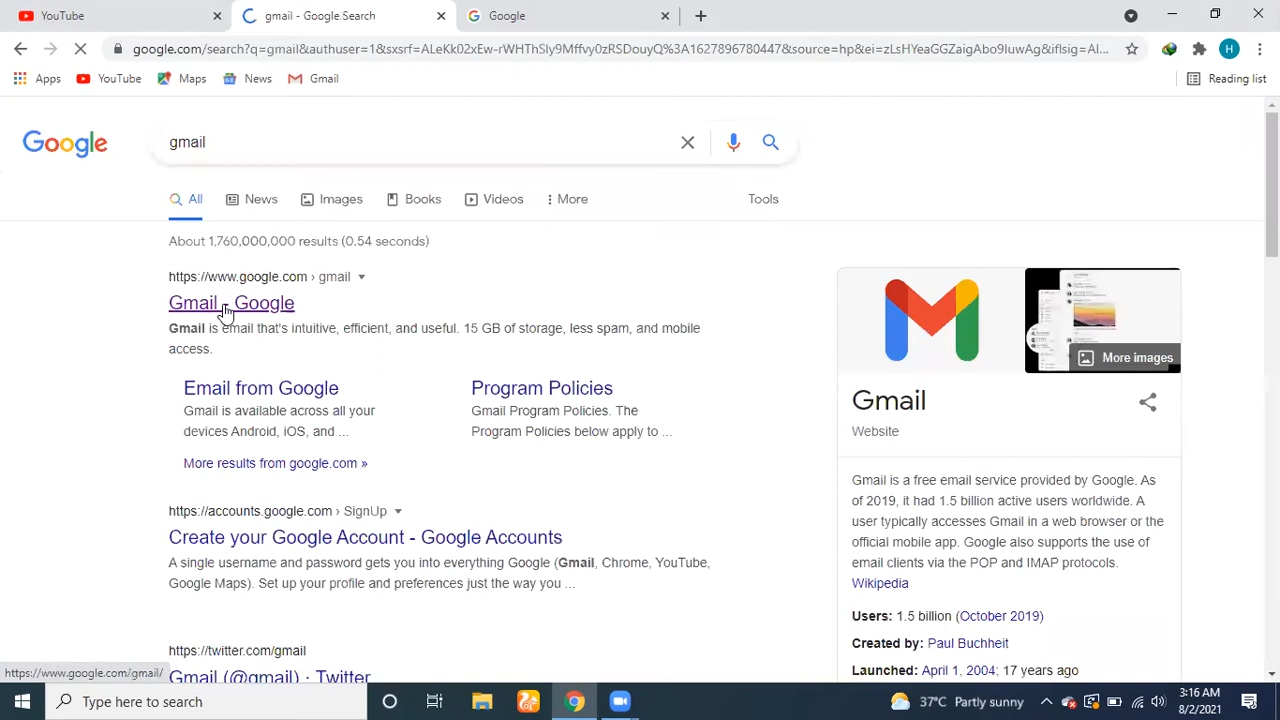 YouTube
gmail - Google Search
Google
google.com/search?q=gmail&authuser=1&sxsrf=
Apps
YouTube
Maps
News
Gmail
Reading list
H
Google
gmail
All
News
Images
Books
Videos
More
Tools
About 1,760,000,000 results (0.54 seconds)
https://www.google.com › gmail
Gmail - Google
Gmail is email that's intuitive, efficient, and useful. 15 GB of storage, less spam, and mobile
access.
Email from Google
Gmail is available across all your
devices Android, iOS, and ...
Program Policies
Gmail Program Policies. The
Program Policies below apply to ...
More results from google.com »
https://accounts.google.com › SignUp
Create your Google Account - Google Accounts
A single username and password gets you into everything Google (Gmail, Chrome, YouTube,
Google Maps). Set up your profile and preferences just the way you ...
https://twitter.com/gmail
Gmail (@gmail) · Twitter
More images
Gmail
Website
Gmail is a free email service provided by Google. As
of 2019, it had 1.5 billion active users worldwide. A
user typically accesses Gmail in a web browser or the
official mobile app. Google also supports the use of
email clients via the POP and IMAP protocols.
Wikipedia
Users: 1.5 billion (October 2019)
Created by: Paul Buchheit
Launched: April 1, 2004; 17 years ago
https://www.google.com/gmail/
Type here to search
37°C Partly sunny
3:16 AM
8/2/2021